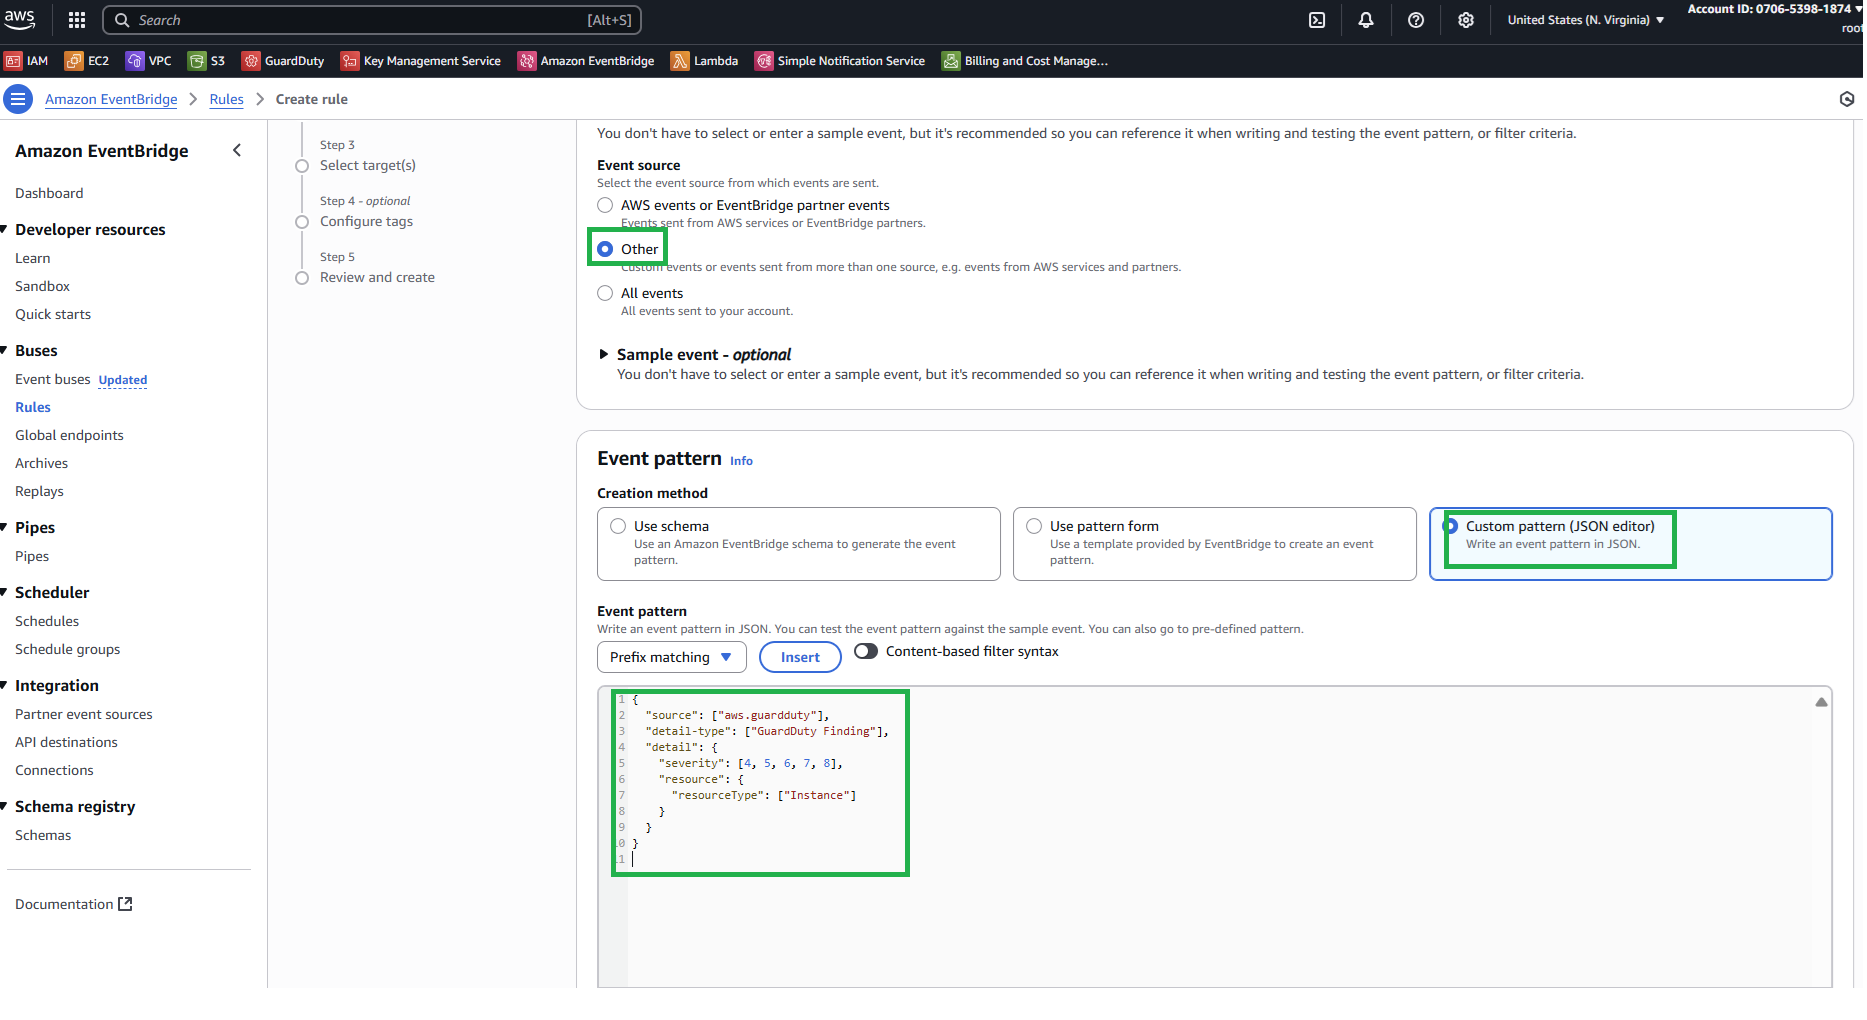 aws
Search [Alt+S]
United States (N. Virginia)
Account ID: 0706-5398-1874
IAM EC2 VPC S3 GuardDuty Key Management Service Amazon EventBridge Lambda Simple Notification Service Billing and Cost Manage...
Amazon EventBridge > Rules > Create rule
Amazon EventBridge
Dashboard
Developer resources
Learn
Sandbox
Quick starts
Buses
Event buses Updated
Rules
Global endpoints
Archives
Replays
Pipes
Pipes
Scheduler
Schedules
Schedule groups
Integration
Partner event sources
API destinations
Connections
Schema registry
Schemas
Documentation
Step 3
Select target(s)
Step 4 - optional
Configure tags
Step 5
Review and create
You don't have to select or enter a sample event, but it's recommended so you can reference it when writing and testing the event pattern, or filter criteria.
Event source
Select the event source from which events are sent.
AWS events or EventBridge partner events
Events sent from AWS services or EventBridge partners.
Other
Custom events or events sent from more than one source, e.g. events from AWS services and partners.
All events
All events sent to your account.
Sample event - optional
You don't have to select or enter a sample event, but it's recommended so you can reference it when writing and testing the event pattern, or filter criteria.
Event pattern Info
Creation method
Use schema
Use an Amazon EventBridge schema to generate the event
pattern.
Use pattern form
Use a template provided by EventBridge to create an event
pattern.
Custom pattern (JSON editor)
Write an event pattern in JSON.
Event pattern
Write an event pattern in JSON. You can test the event pattern against the sample event. You can also go to pre-defined pattern.
Prefix matching Insert Content-based filter syntax
1 {
2 "source": ["aws.guardduty"],
3 "detail-type": ["GuardDuty Finding"],
4 "detail": {
5 "severity": [4, 5, 6, 7, 8],
6 "resource": {
7 "resourceType": ["Instance"]
8 }
9 }
10 }
11